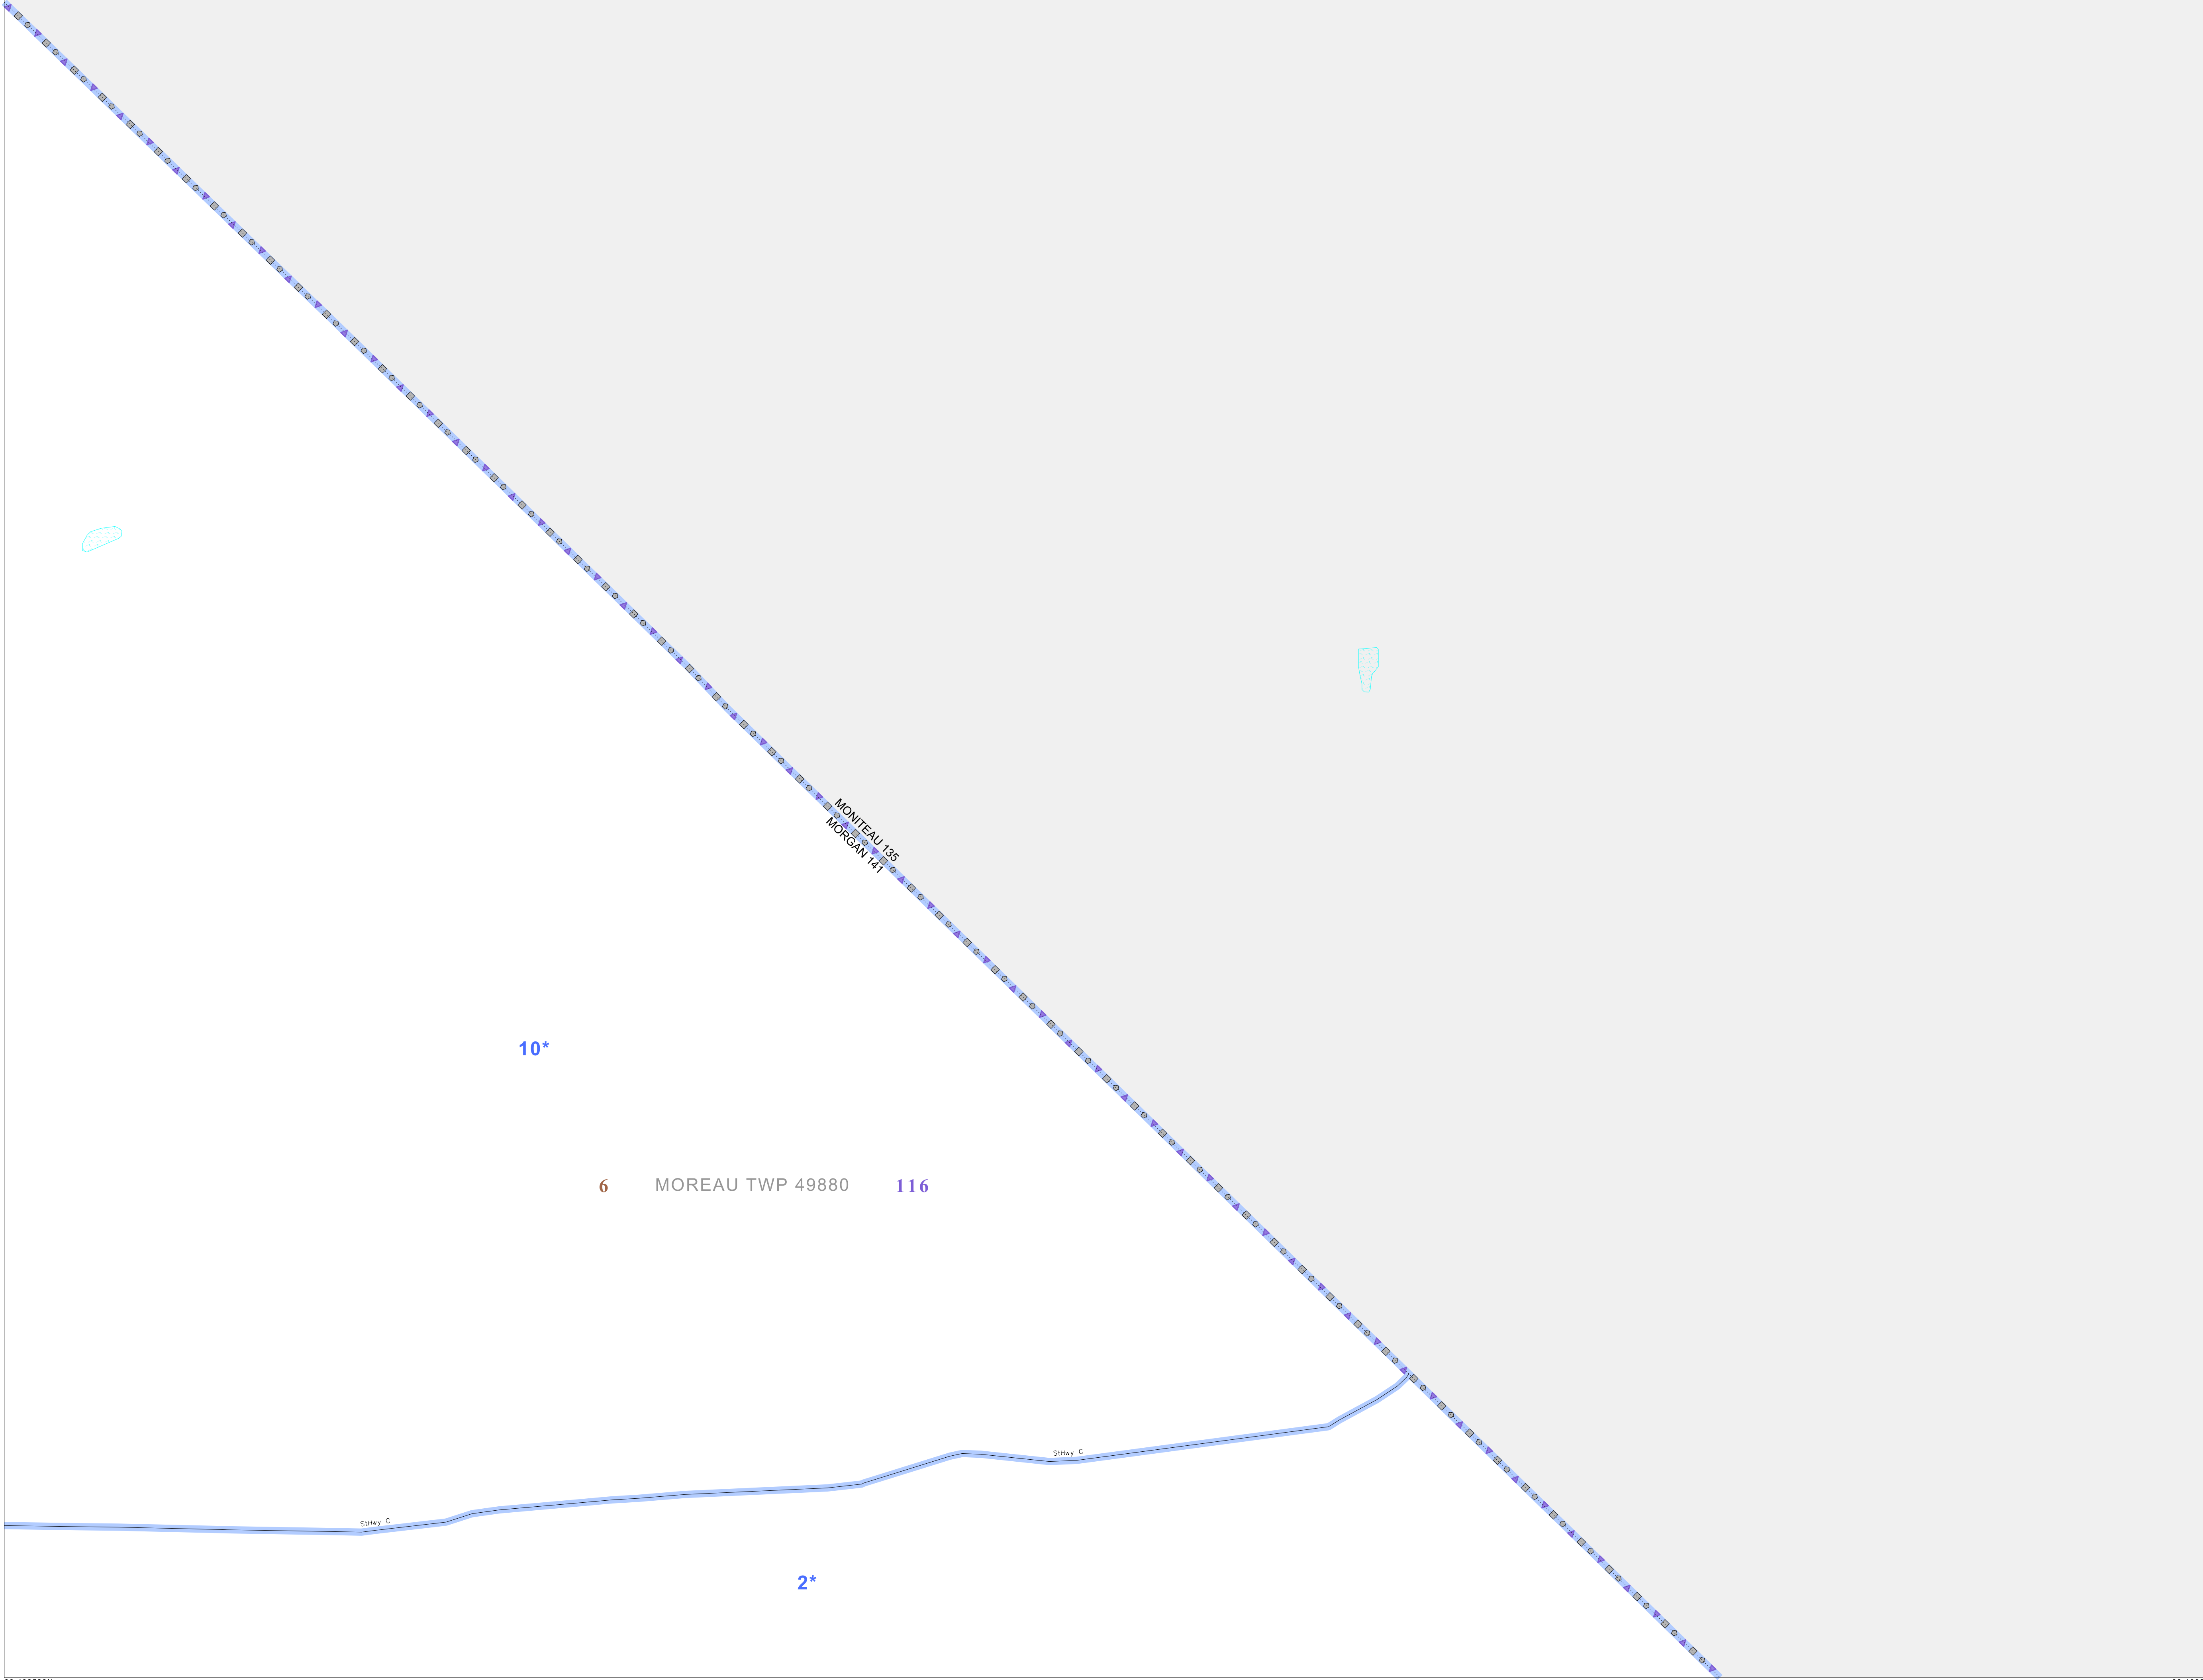 MONITEAU 135
MORGAN 141
10*
6 MOREAU TWP 49880 116
StHwy C
StHwy C
2*